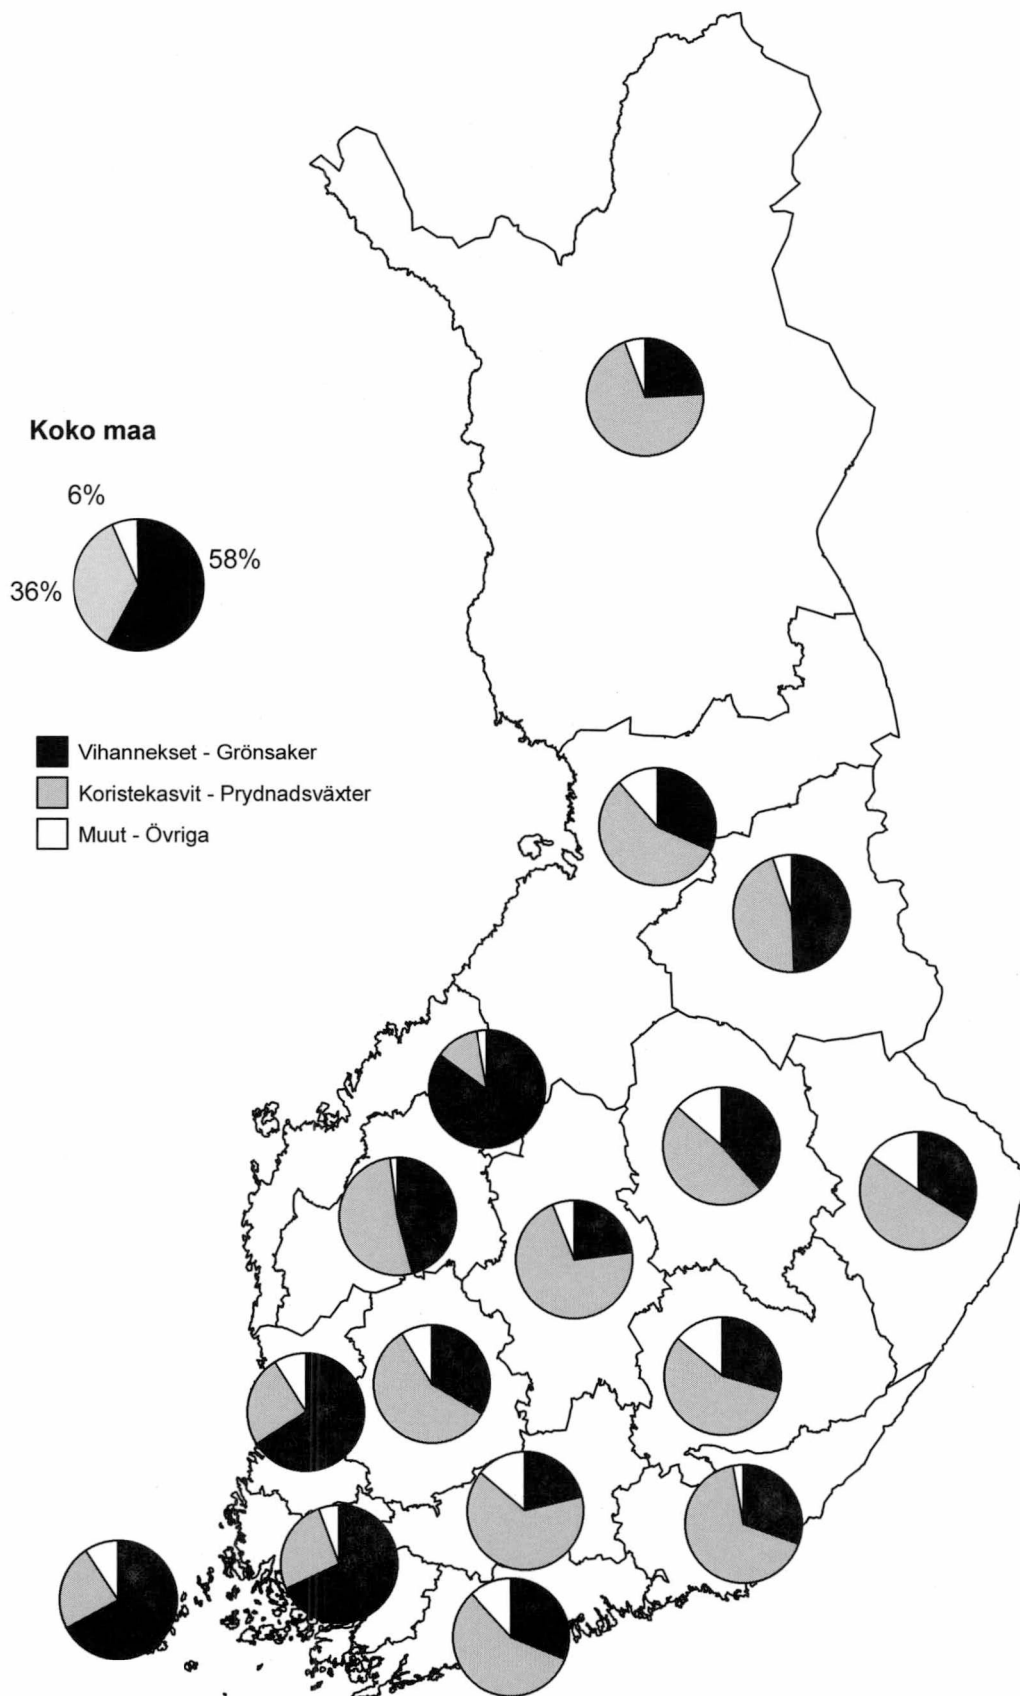 Koko maa
6%
58%
36%
Vihannekset - Grönsaker
Koristekasvit - Prydnadsväxter
Muut - Övriga